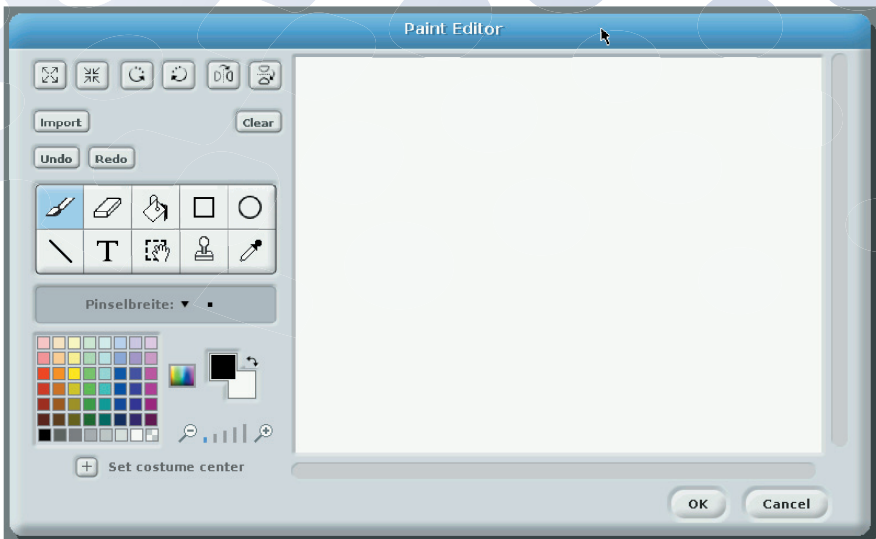 Paint Editor
Import
Clear
Undo
Redo
T
Pinselbreite:
Set costume center
OK
Cancel